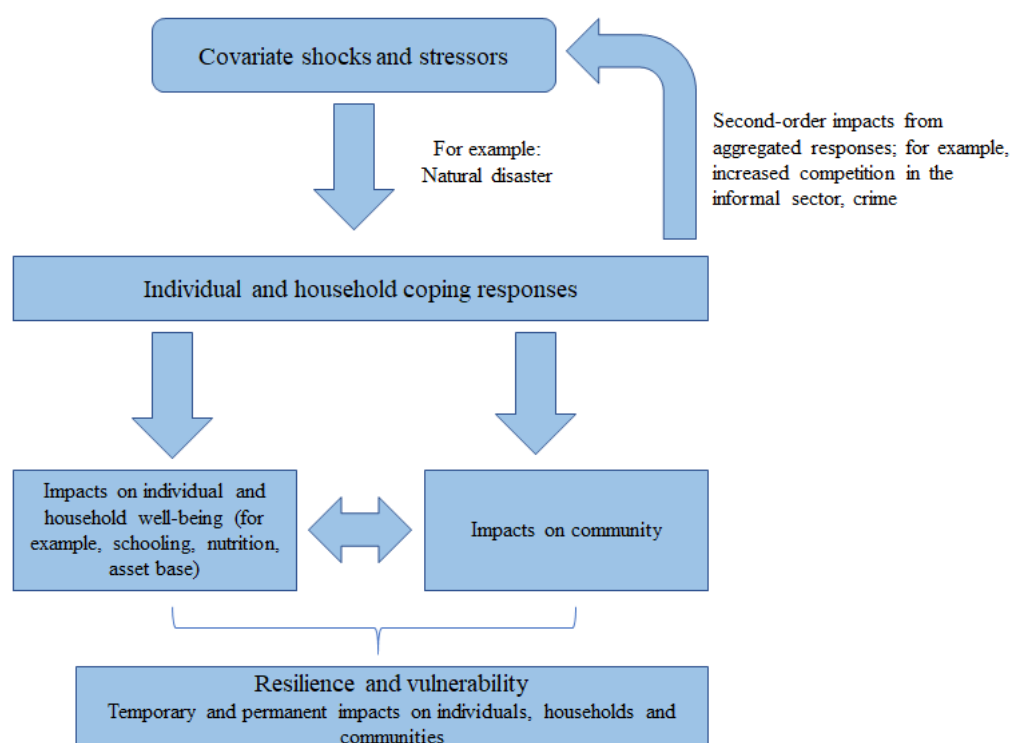 Covariate shocks and stressors
For example:
Natural disaster
Second-order impacts from
aggregated responses; for example,
increased competition in the
informal sector, crime
Individual and household coping responses
Impacts on individual and
household well-being (for
example, schooling, nutrition,
asset base)
Impacts on community
Resilience and vulnerability
Temporary and permanent impacts on individuals, households and
communities